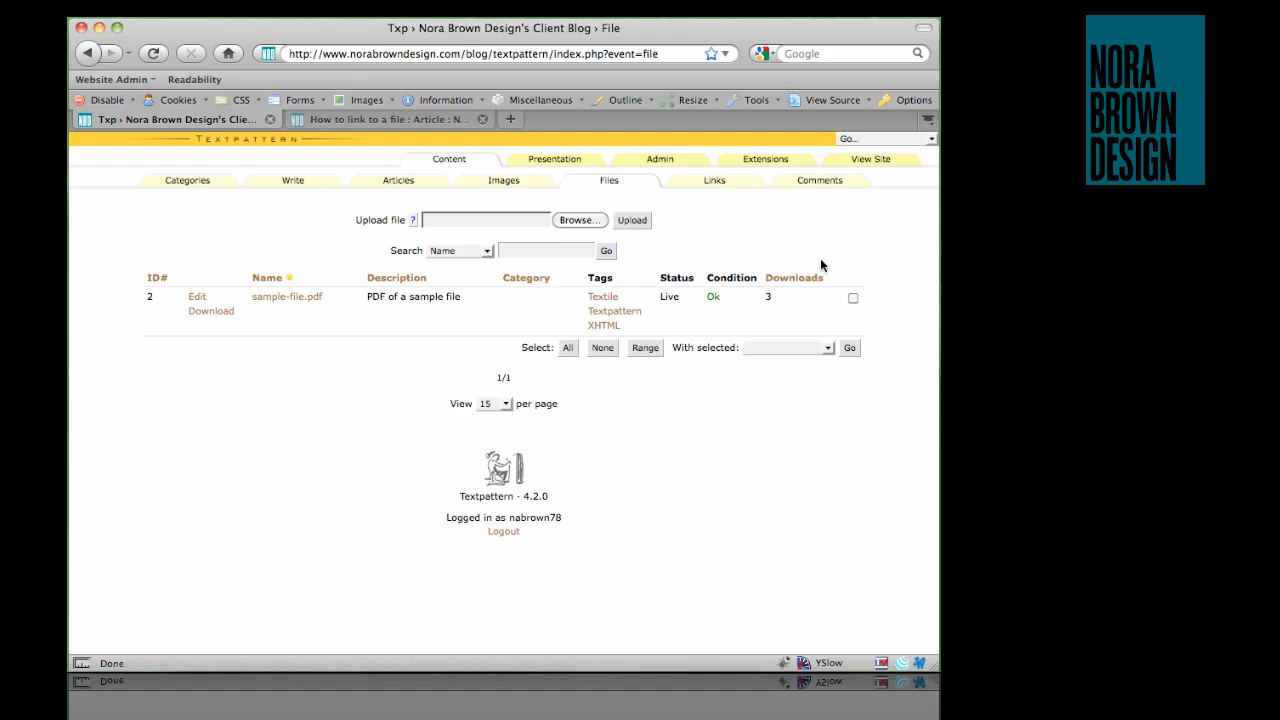 Txp › Nora Brown Design's Client Blog › File
http://www.norabrowndesign.com/blog/textpattern/index.php?event=file
Google
Website Admin
Readability
Disable
Cookies
CSS
Forms
Images
Information
Miscellaneous
Outline
Resize
Tools
View Source
Options
Txp › Nora Brown Design's Clie...
How to link to a file : Article : N...
TEXTPATTERN
Go...
Content
Presentation
Admin
Extensions
View Site
Categories
Write
Articles
Images
Files
Links
Comments
Upload file ?
Browse...
Upload
Search
Name
Go
ID# Name Description Category Tags Status Condition Downloads
2 Edit sample-file.pdf PDF of a sample file Textile Live Ok 3
Download Textpattern
XHTML
Select: All None Range With selected: Go
1/1
View 15 per page
Textpattern - 4.2.0
Logged in as nabrown78
Logout
Done
YSlow
Done
YSlow
NORA
BROWN
DESIGN